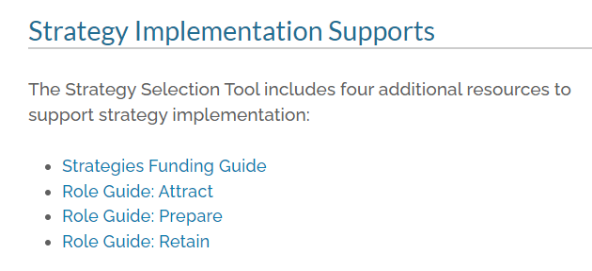 Strategy Implementation Supports
The Strategy Selection Tool includes four additional resources to
support strategy implementation:
• Strategies Funding Guide
• Role Guide: Attract
• Role Guide: Prepare
• Role Guide: Retain